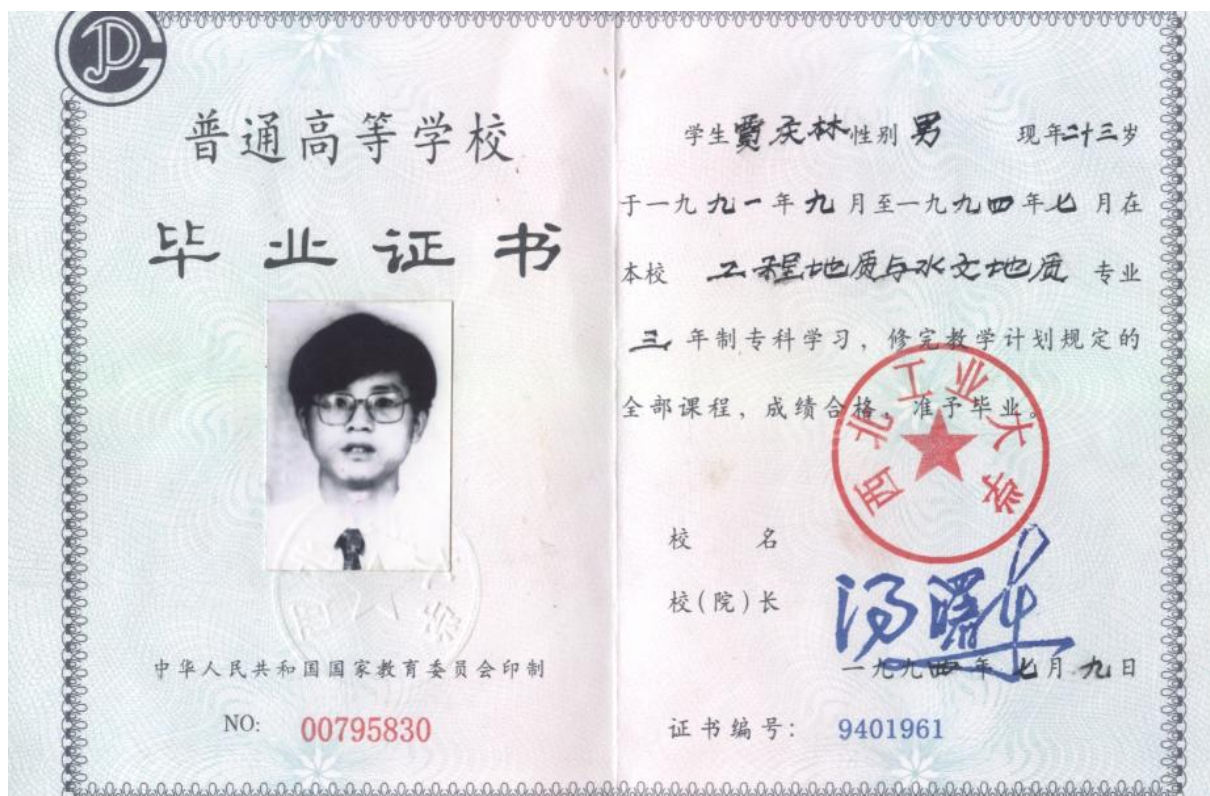 普通高等学校
毕业证书
中华人民共和国国家教育委员会印制
NO: 00795830
学生贾庆林性别 男 现年二十三岁
于一九九一年九月至一九九四年七月在
本校 工程地质与水文地质 专业
三年制专科学习，修完教学计划规定的
全部课程，成绩合格，准予毕业。
西北工业大学
校 名
校(院)长
一九九四年七月九日
证书编号: 9401961